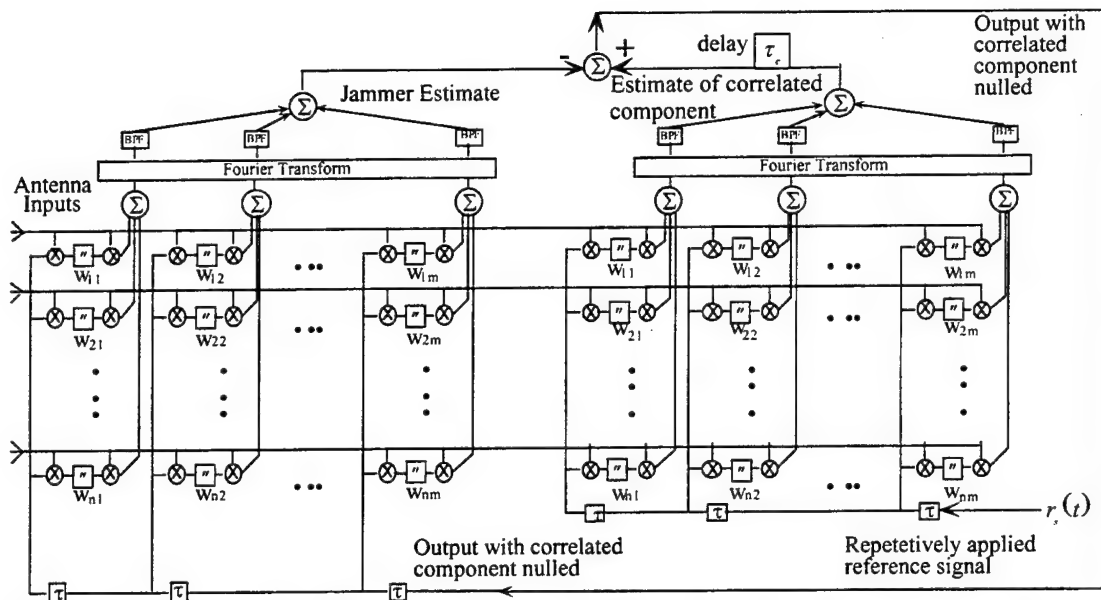 Output with
correlated
component
nulled
delay
τc
-
+
Σ
Jammer Estimate
Estimate of correlated
component
Σ
Σ
BPF
BPF
BPF
BPF
BPF
BPF
Fourier Transform
Fourier Transform
Antenna
Inputs
Σ
Σ
Σ
Σ
Σ
Σ
W11
W12
W1m
W11
W12
W1m
W21
W22
W2m
W21
W22
W2m
Wn1
Wn2
Wnm
Wn1
Wn2
Wnm
τ
τ
τ
rs(t)
Output with correlated
component nulled
Repetetively applied
reference signal
τ
τ
τ